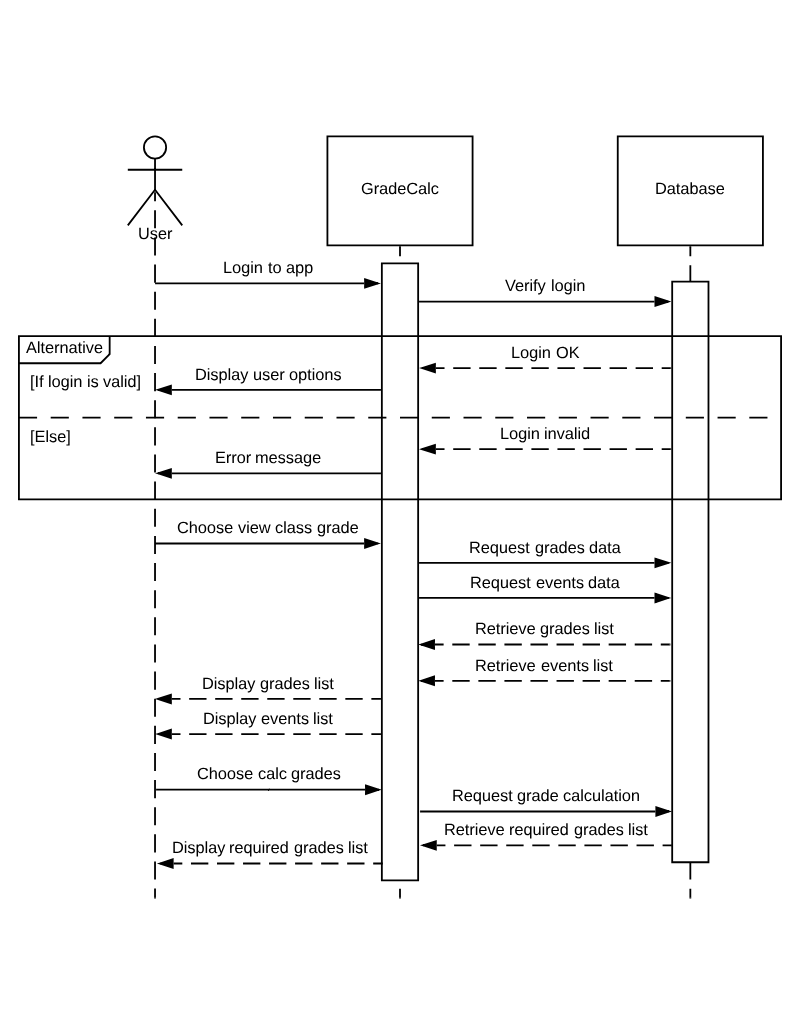 GradeCalc
Database
User
Login to app
Verify login
Alternative
Login OK
[If login is valid]
Display user options
[Else]
Login invalid
Error message
Choose view class grade
Request grades data
Request events data
Retrieve grades list
Retrieve events list
Display grades list
Display events list
Choose calc grades
Request grade calculation
Retrieve required grades list
Display required grades list